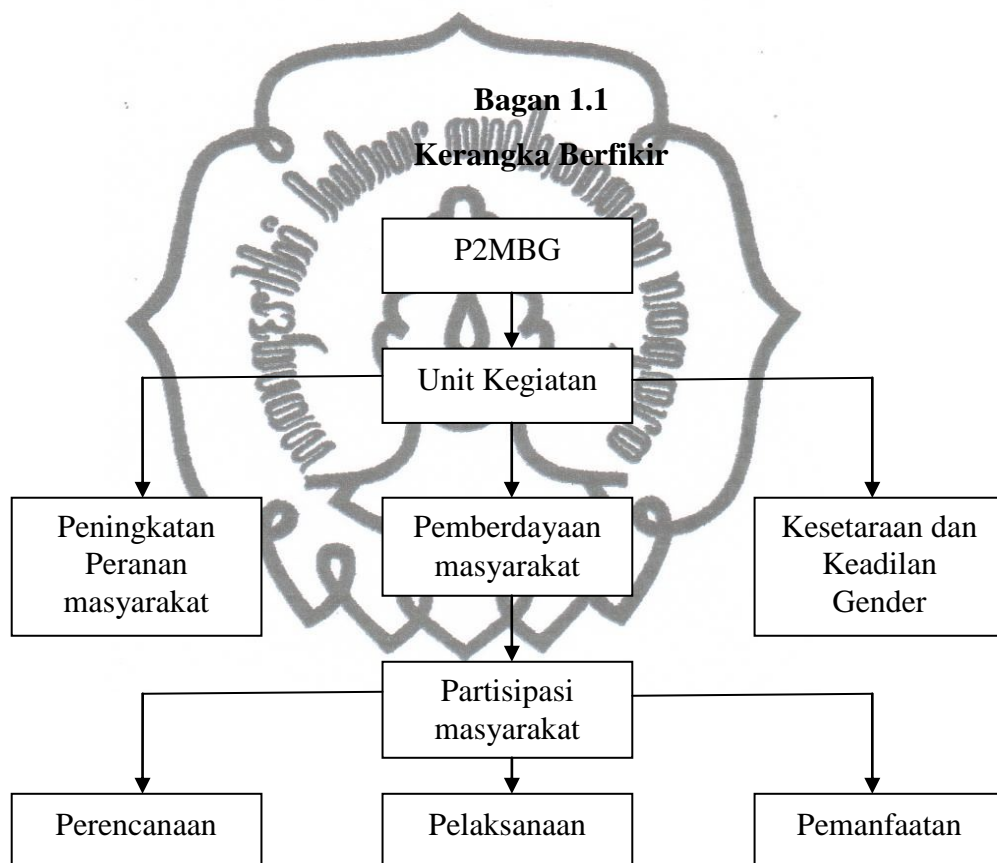 Bagan 1.1
Kerangka Berfikir
P2MBG
Unit Kegiatan
Peningkatan
Peranan
masyarakat
Pemberdayaan
masyarakat
Kesetaraan dan
Keadilan
Gender
Partisipasi
masyarakat
Perencanaan
Pelaksanaan
Pemanfaatan